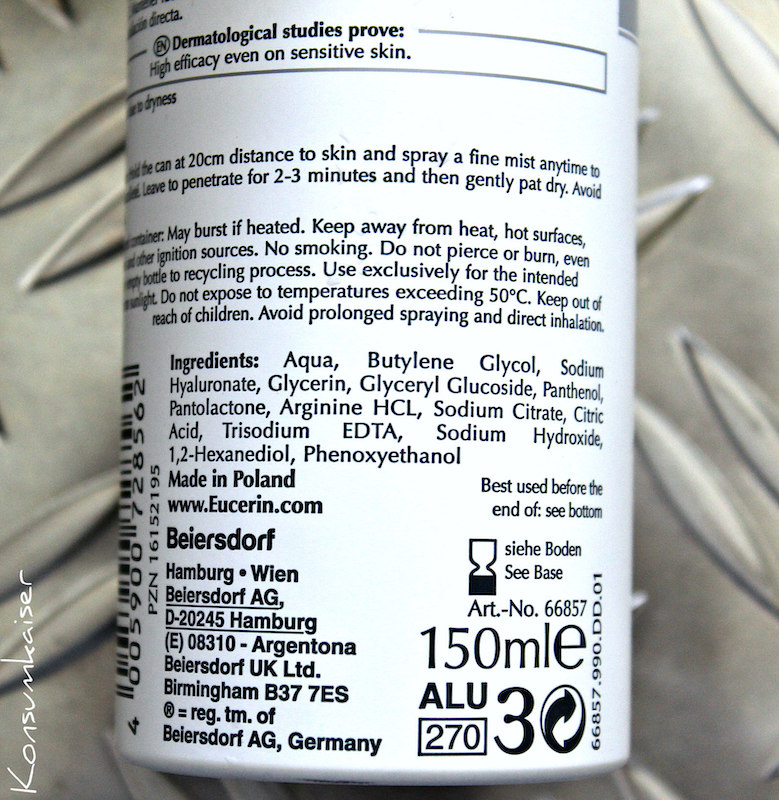 directa.
EN Dermatological studies prove:
High efficacy even on sensitive skin.
to dryness
the can at 20cm distance to skin and spray a fine mist anytime to
Leave to penetrate for 2-3 minutes and then gently pat dry. Avoid
container: May burst if heated. Keep away from heat, hot surfaces,
other ignition sources. No smoking. Do not pierce or burn, even
bottle to recycling process. Use exclusively for the intended
Do not expose to temperatures exceeding 50°C. Keep out of
reach of children. Avoid prolonged spraying and direct inhalation.
Ingredients: Aqua, Butylene Glycol, Sodium
Hyaluronate, Glycerin, Glyceryl Glucoside, Panthenol,
Pantolactone, Arginine HCL, Sodium Citrate, Citric
Acid, Trisodium EDTA, Sodium Hydroxide,
1,2-Hexanediol, Phenoxyethanol
Made in Poland
www.Eucerin.com
Best used before the
end of: see bottom
Beiersdorf
siehe Boden
See Base
Hamburg • Wien
Beiersdorf AG,
D-20245 Hamburg
(E) 08310 - Argentona
Beiersdorf UK Ltd.
Birmingham B37 7ES
® = reg. tm. of
Beiersdorf AG, Germany
Art.-No. 66857
150ml e
ALU
270
3
66857.990.DD.01
4 005900 728562
PZN 16152195
Konsumkaiser